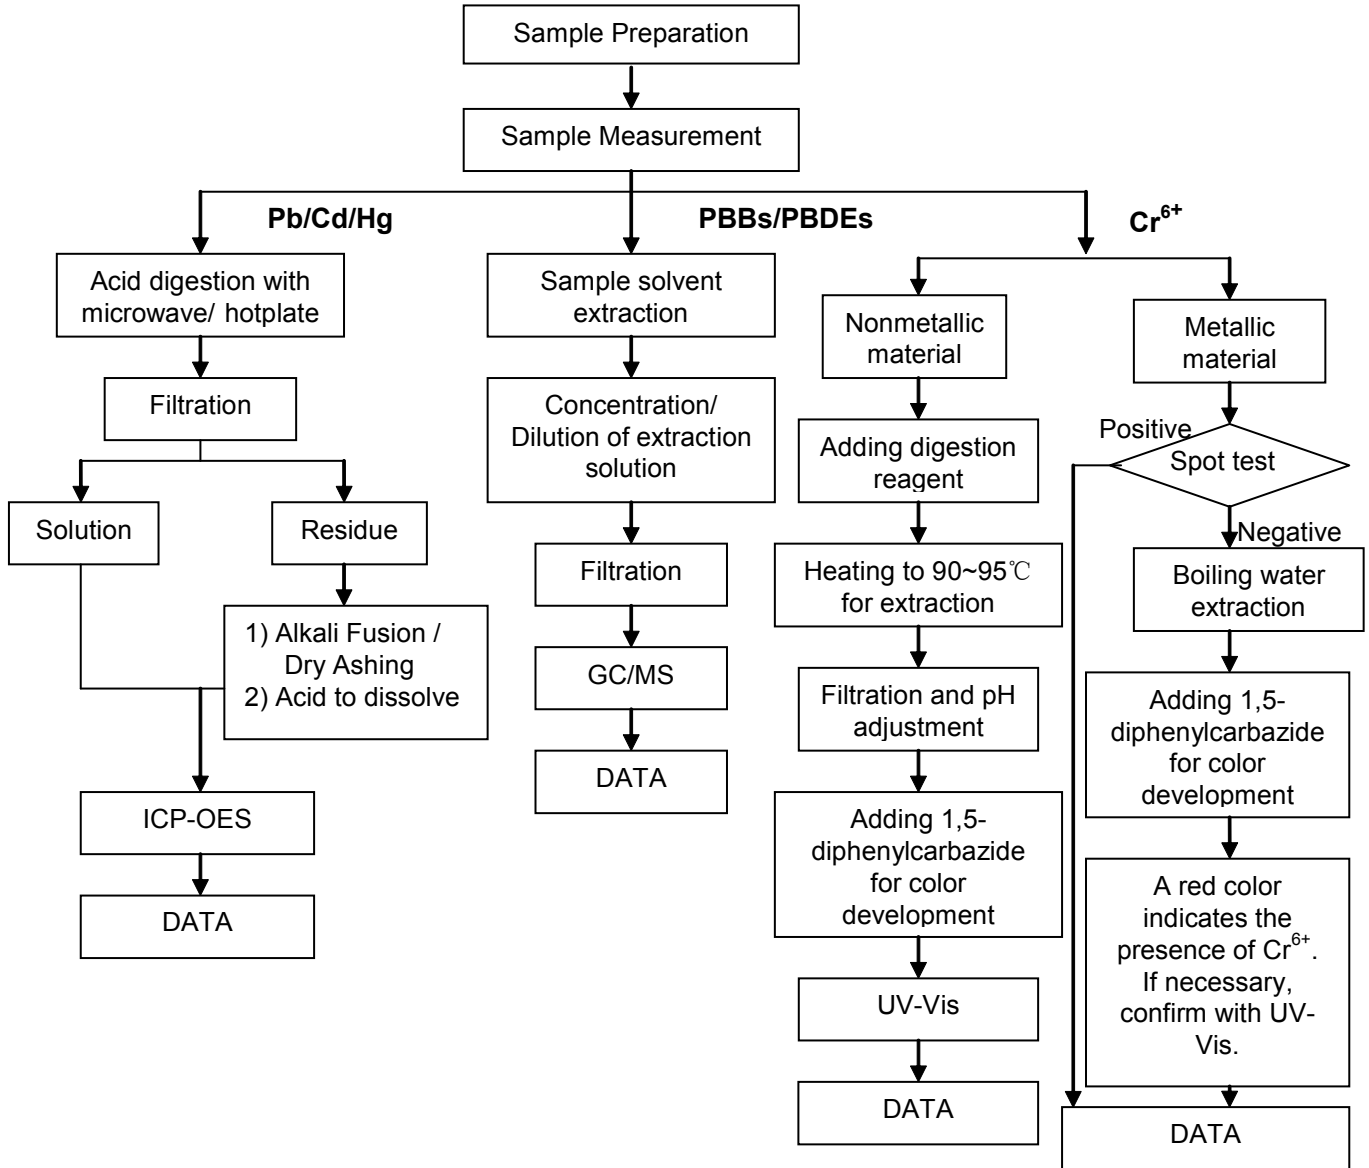 Sample Preparation
Sample Measurement
Pb/Cd/Hg
PBBs/PBDEs
Cr⁶⁺
Acid digestion with
microwave/ hotplate
Filtration
Solution
Residue
1) Alkali Fusion /
Dry Ashing
2) Acid to dissolve
ICP-OES
DATA
Sample solvent
extraction
Concentration/
Dilution of extraction
solution
Filtration
GC/MS
DATA
Nonmetallic
material
Adding digestion
reagent
Heating to 90~95℃
for extraction
Filtration and pH
adjustment
Adding 1,5-
diphenylcarbazide
for color
development
UV-Vis
DATA
Metallic
material
Positive
Spot test
Negative
Boiling water
extraction
Adding 1,5-
diphenylcarbazide
for color
development
A red color
indicates the
presence of Cr⁶⁺.
If necessary,
confirm with UV-
Vis.
DATA